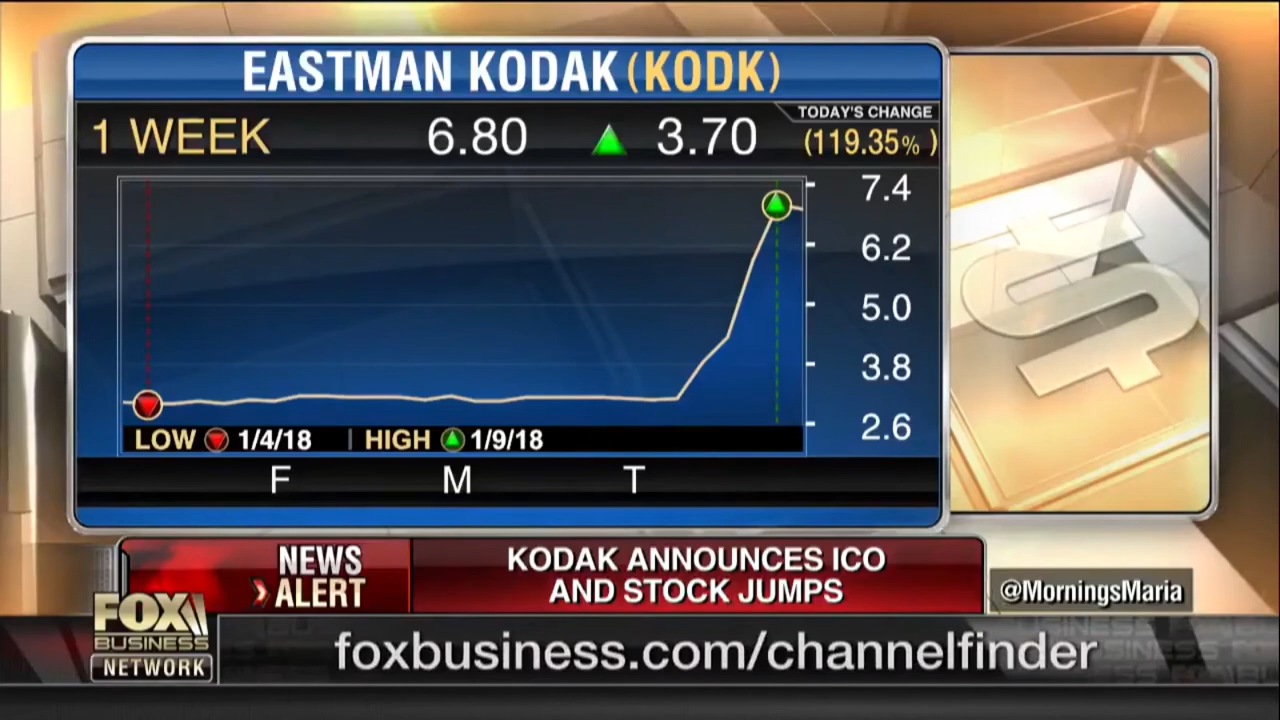 EASTMAN KODAK (KODK)
TODAY'S CHANGE
1 WEEK 6.80 3.70 (119.35%)
7.4
6.2
5.0
3.8
2.6
LOW 1/4/18 | HIGH 1/9/18
F M T
NEWS ALERT
KODAK ANNOUNCES ICO
AND STOCK JUMPS
@MorningsMaria
FOX
BUSINESS
NETWORK
foxbusiness.com/channelfinder